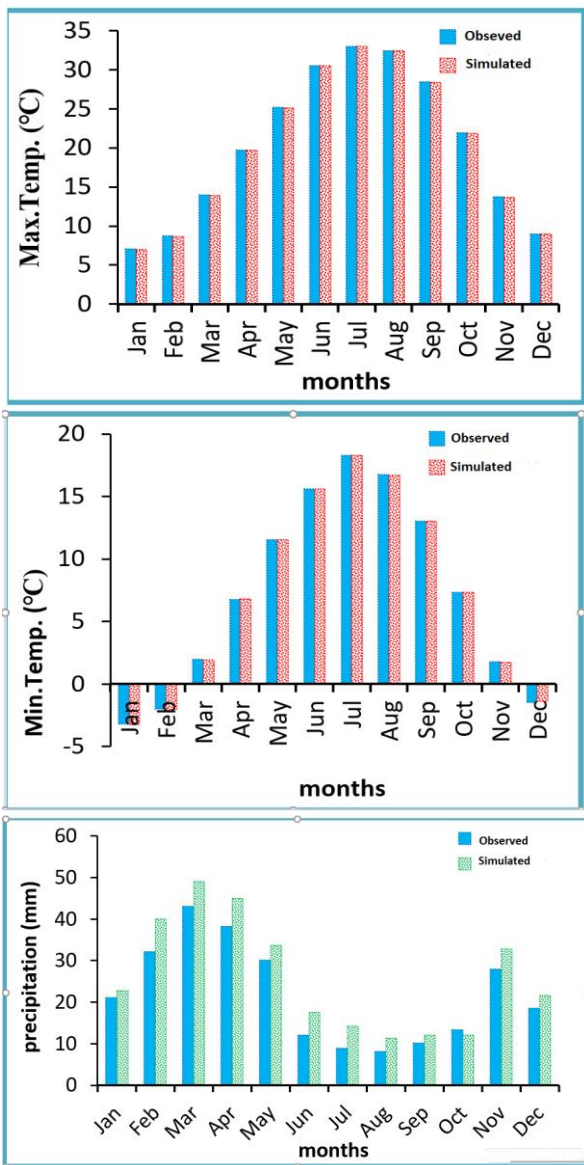 35
30
25
20
15
10
5
0
Max.Temp. (°C)
Obseved
Simulated
Jan Feb Mar Apr May Jun Jul Aug Sep Oct Nov Dec
months
20
15
10
5
0
-5
Min.Temp. (°C)
Observed
Simulated
Jan Feb Mar Apr May Jun Jul Aug Sep Oct Nov Dec
months
60
50
40
30
20
10
0
precipitation (mm)
Observed
Simulated
Jan Feb Mar Apr May Jun Jul Aug Sep Oct Nov Dec
months